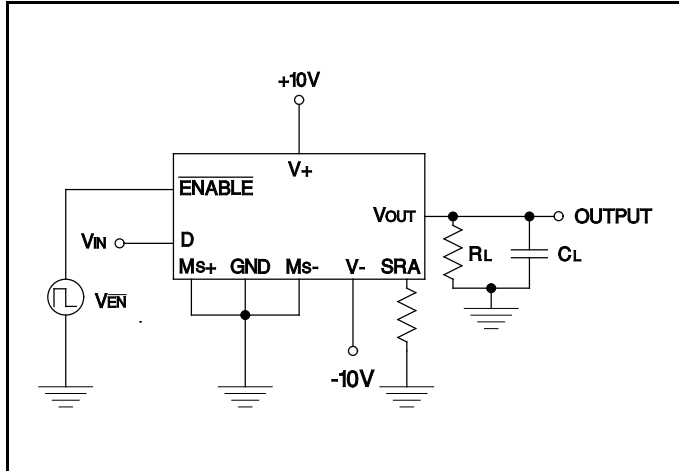 +10V
V+
ENABLE
VOUT
OUTPUT
VIN
D
RL
CL
Ms+ GND Ms- V- SRA
VEN
-10V